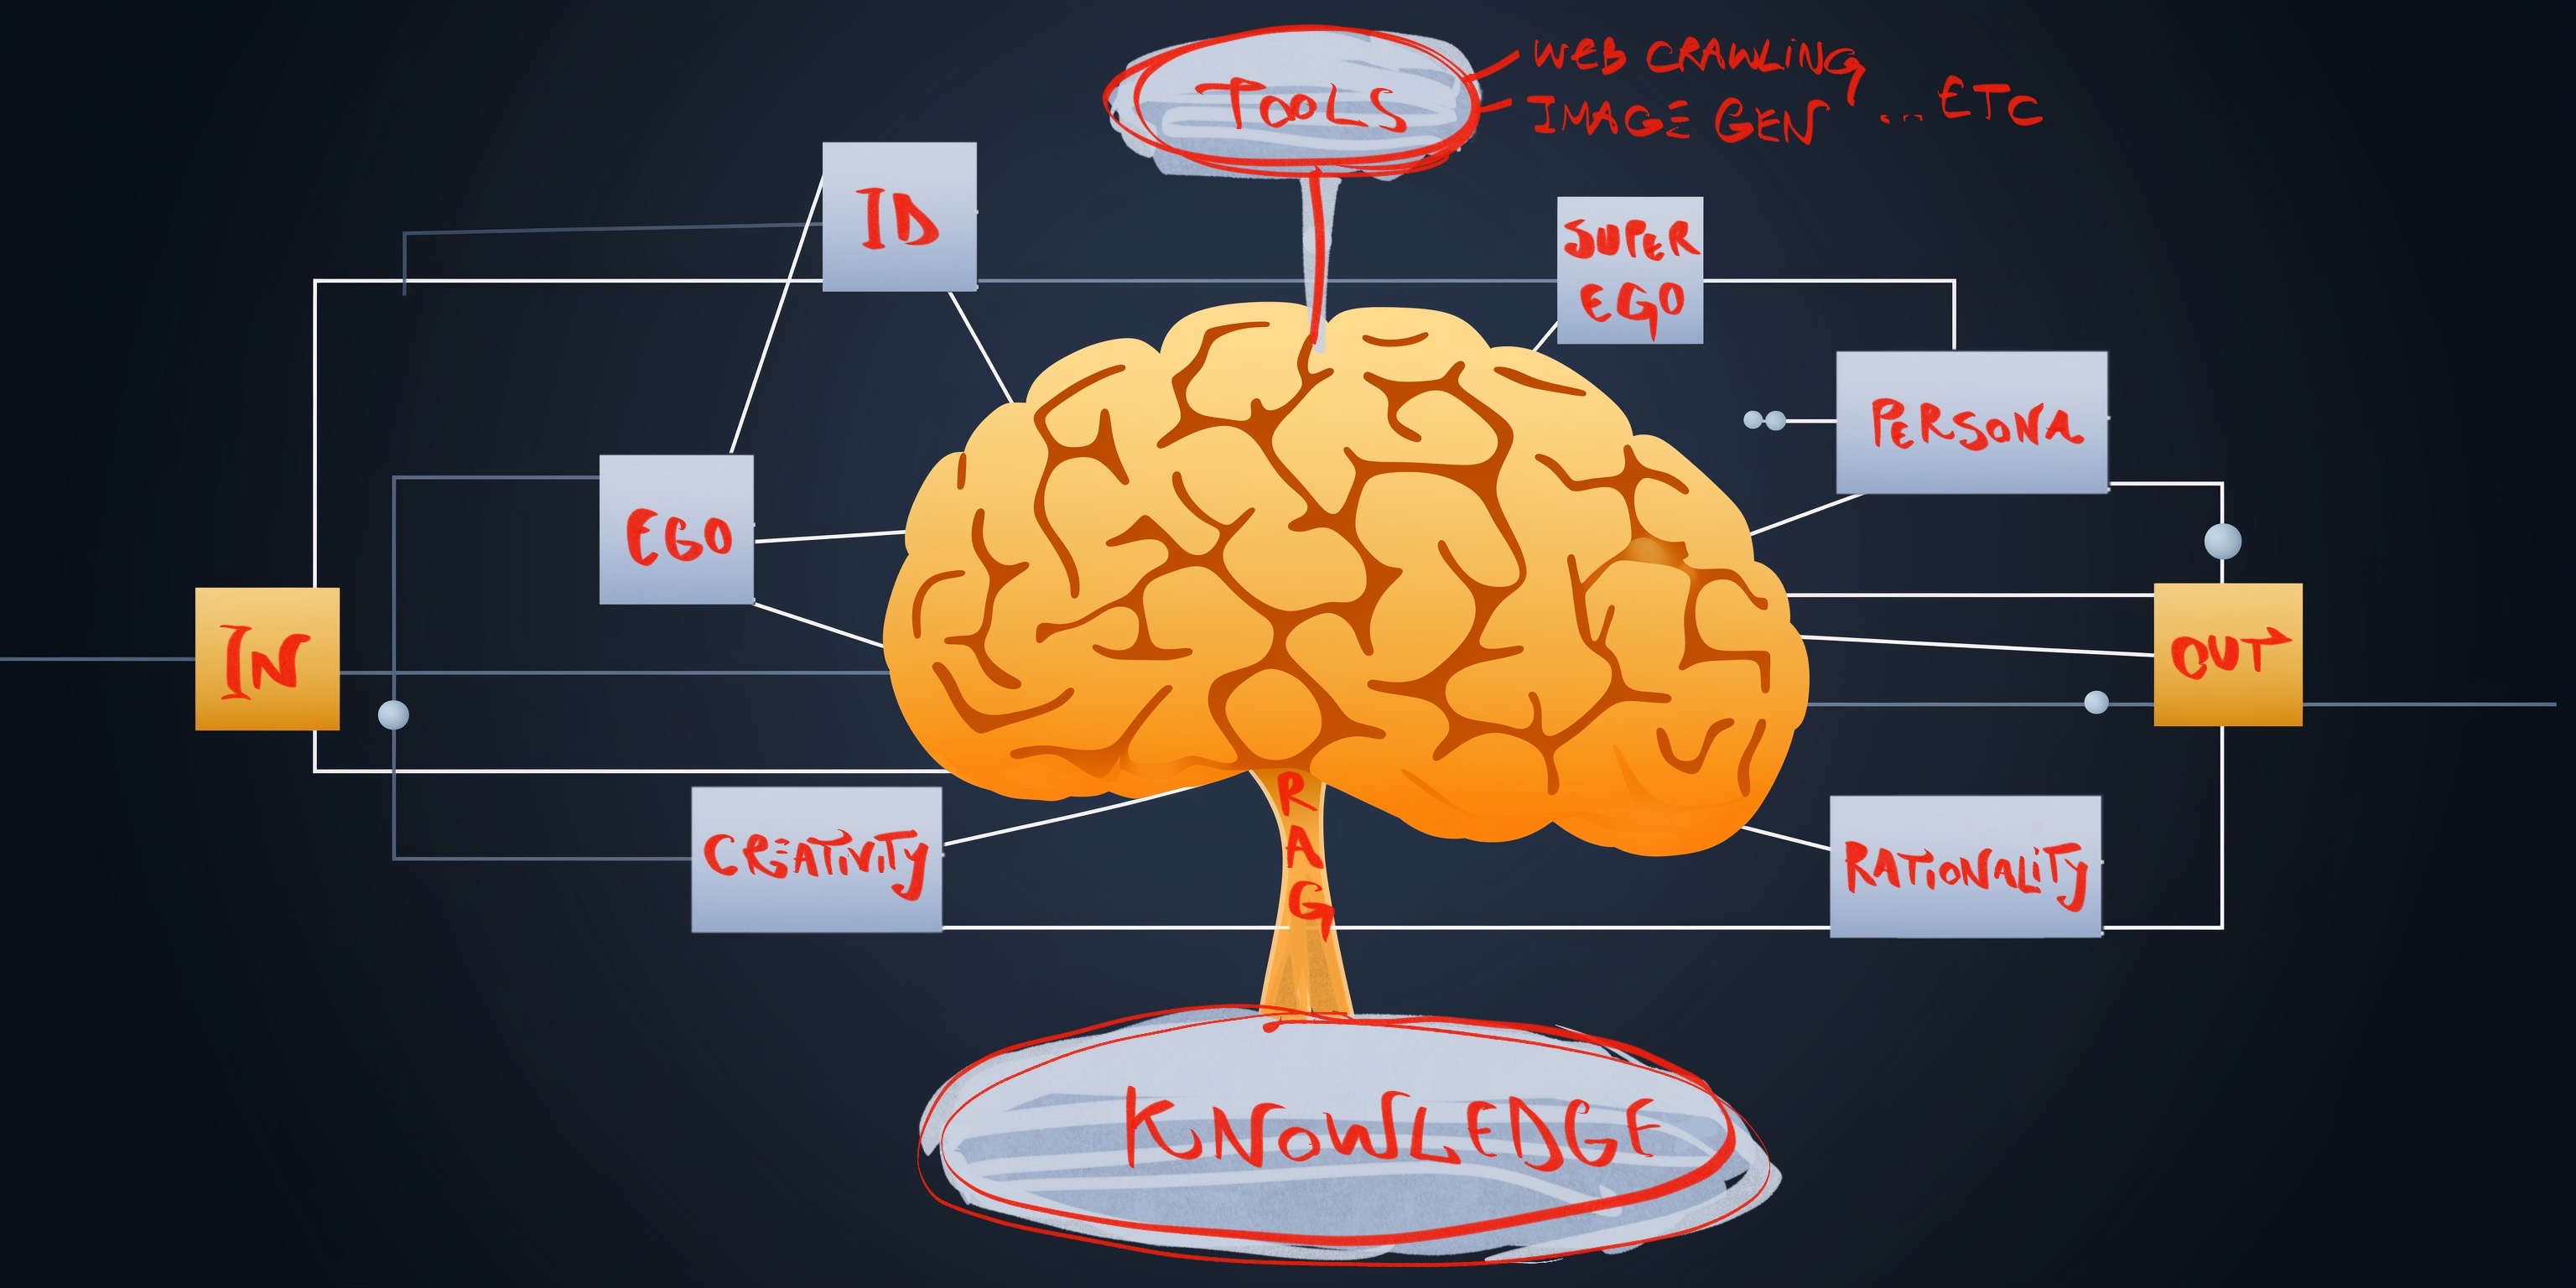 TOOLS
WEB CRAWLING
IMAGE GEN ... ETC
ID
SUPER
EGO
PERSONA
EGO
IN
OUT
RAG
CREATIVITY
RATIONALITY
KNOWLEDGE